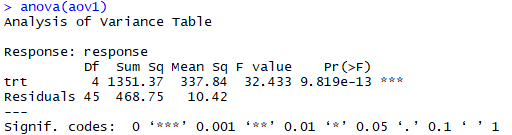 > anova(aov1)
Analysis of Variance Table

Response: response
          Df  Sum Sq Mean Sq F value    Pr(>F)
trt        4 1351.37  337.84  32.433 9.819e-13 ***
Residuals 45  468.75   10.42
---
Signif. codes:  0 ‘***’ 0.001 ‘**’ 0.01 ‘*’ 0.05 ‘.’ 0.1 ‘ ’ 1